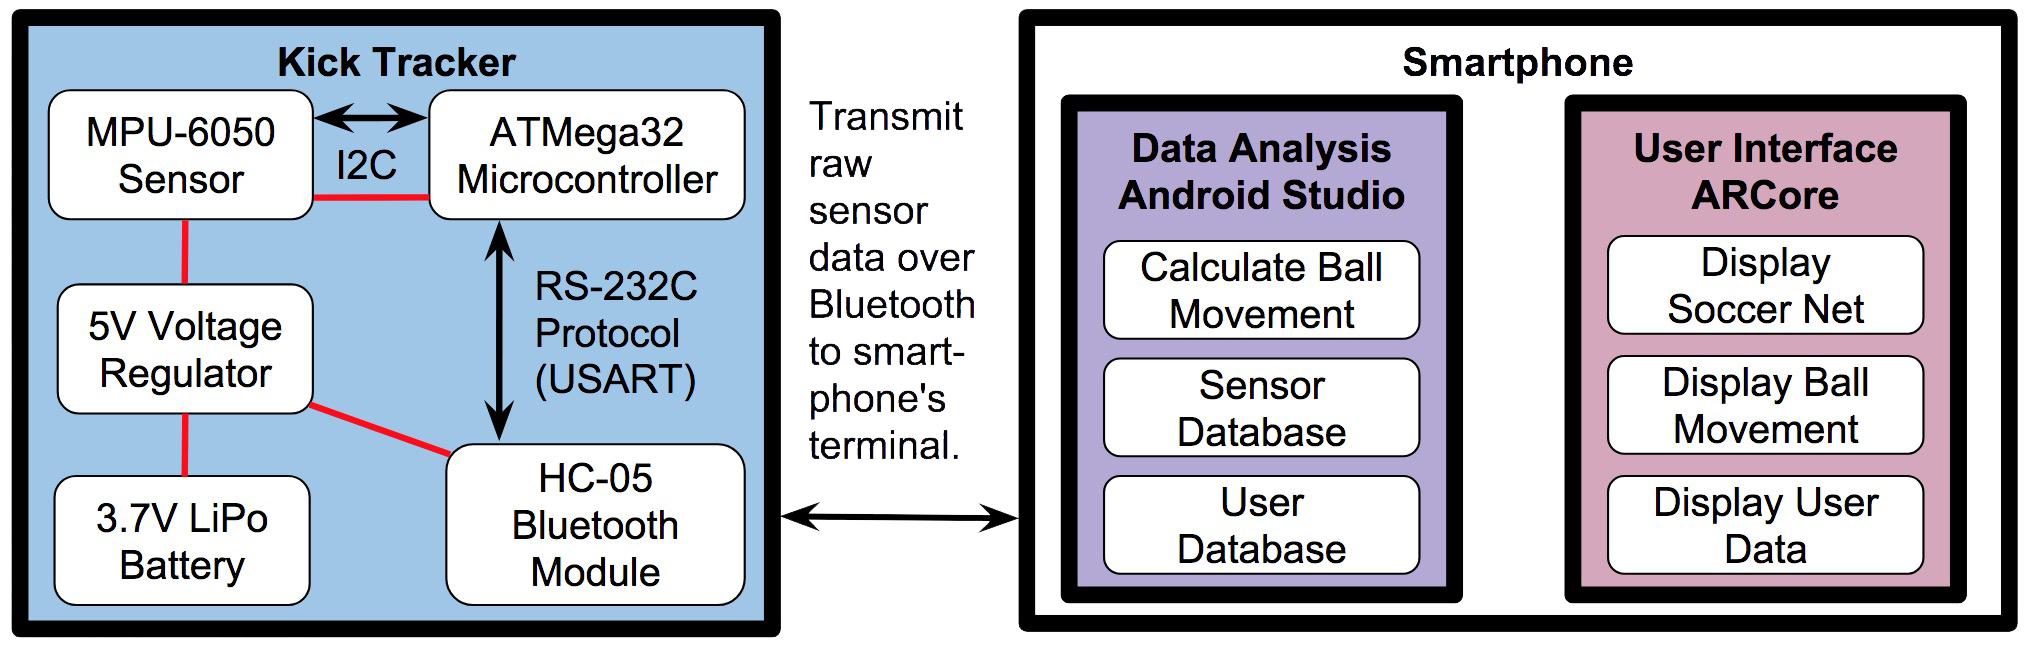 Kick Tracker
MPU-6050
Sensor
I2C
ATMega32
Microcontroller
5V Voltage
Regulator
RS-232C
Protocol
(USART)
3.7V LiPo
Battery
HC-05
Bluetooth
Module
Transmit
raw
sensor
data over
Bluetooth
to smart-
phone's
terminal.
Smartphone
Data Analysis
Android Studio
Calculate Ball
Movement
Sensor
Database
User
Database
User Interface
ARCore
Display
Soccer Net
Display Ball
Movement
Display User
Data